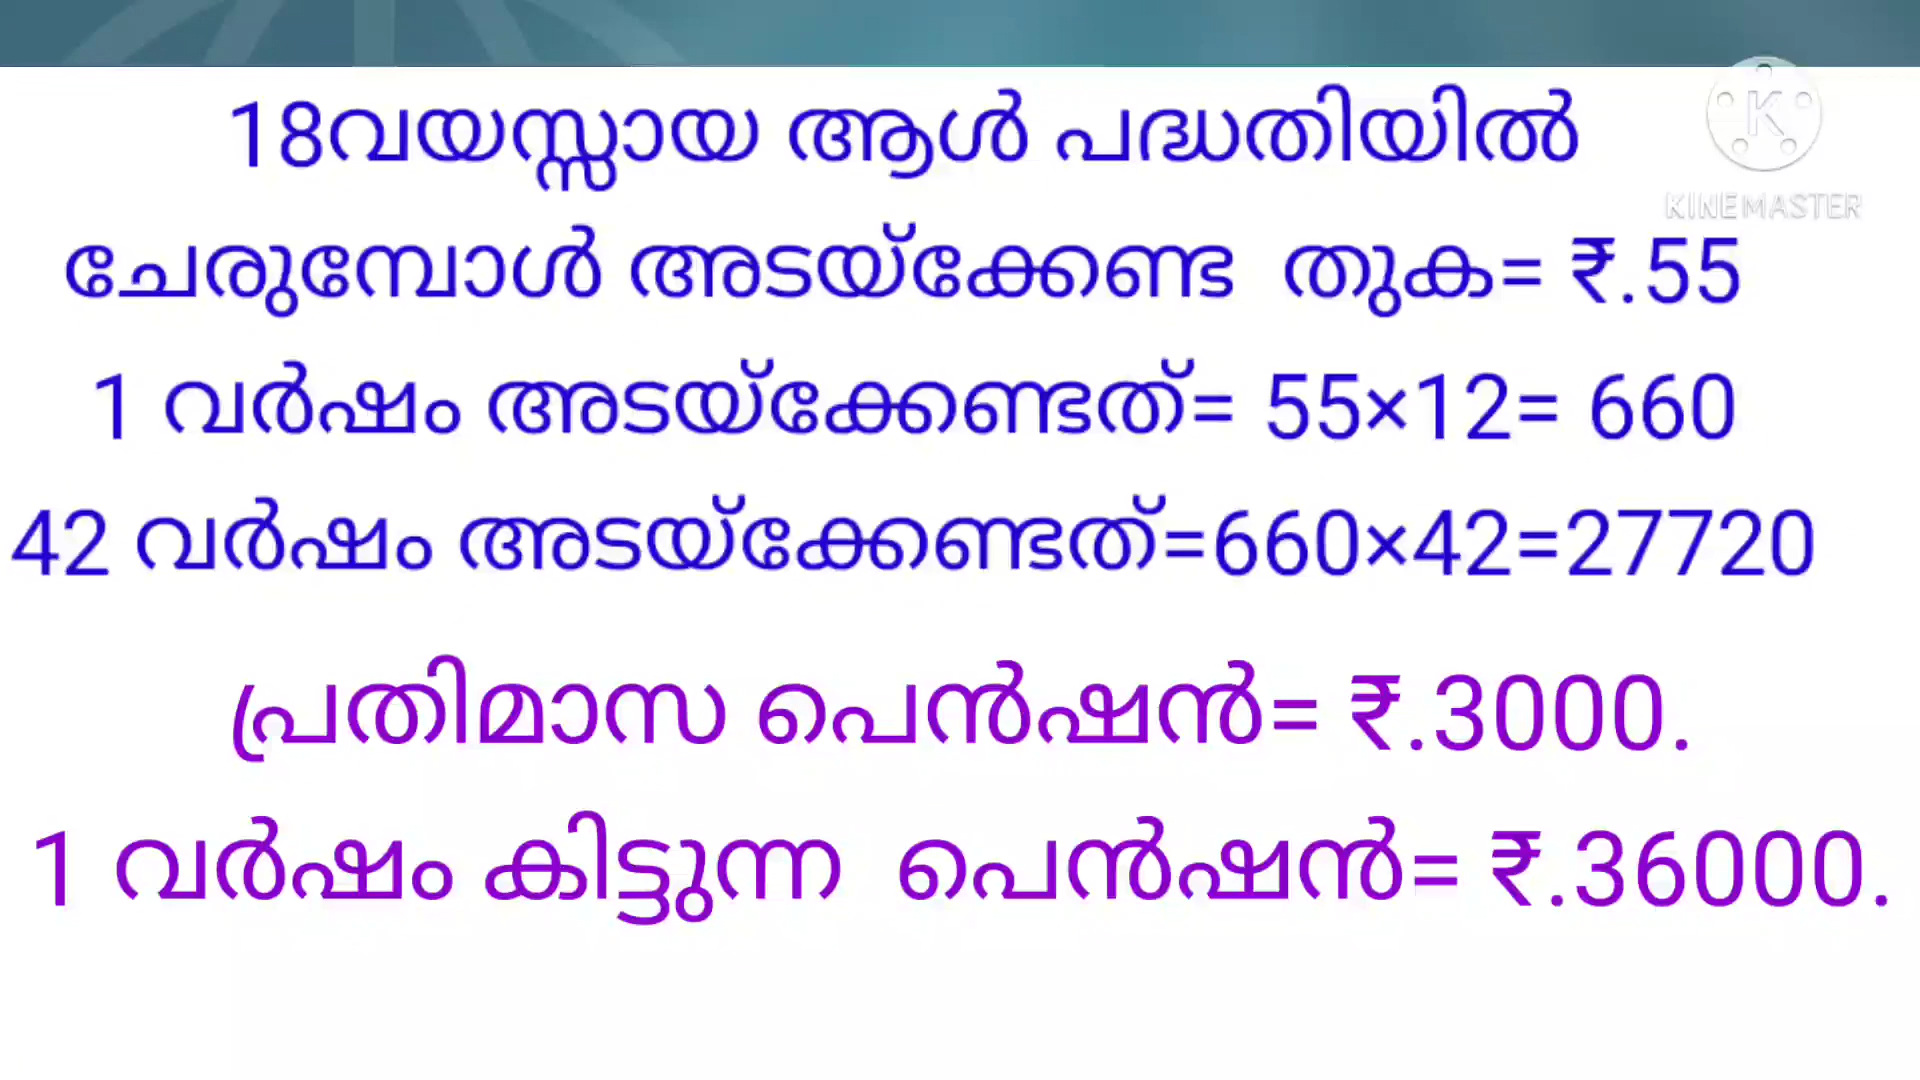 18വയസ്സായ ആൾ പദ്ധതിയിൽ
ചേരുമ്പോൾ അടയ്ക്കേണ്ട തുക= ₹.55
1 വർഷം അടയ്ക്കേണ്ടത്= 55×12= 660
42 വർഷം അടയ്ക്കേണ്ടത്=660×42=27720
പ്രതിമാസ പെൻഷൻ= ₹.3000.
1 വർഷം കിട്ടുന്ന പെൻഷൻ= ₹.36000.
K
KINEMASTER